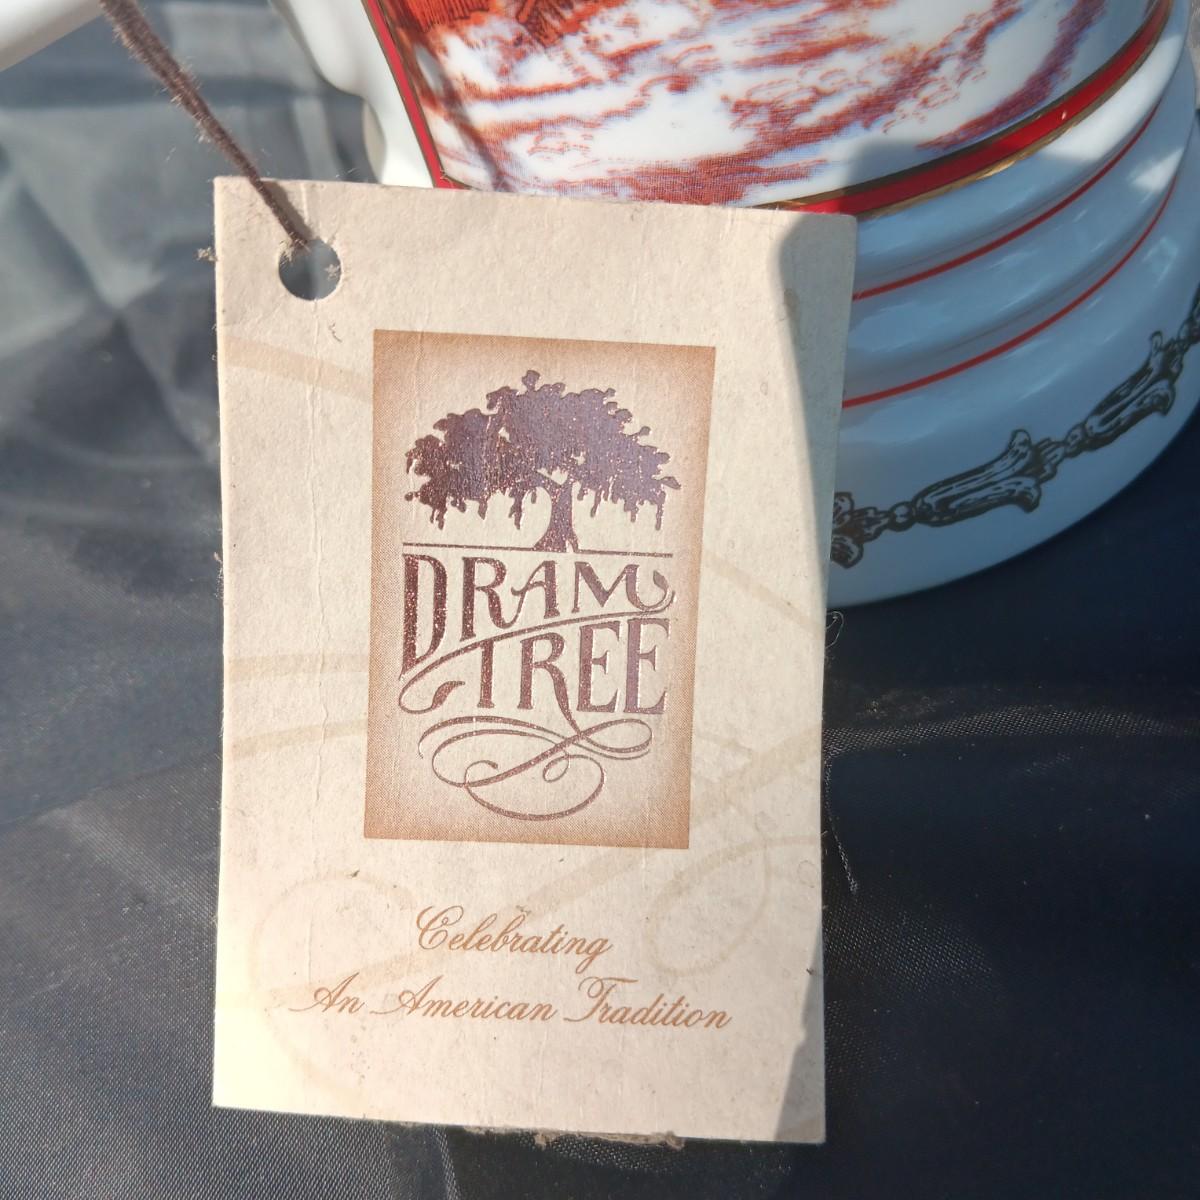 DRAM
TREE
Celebrating
An American Tradition